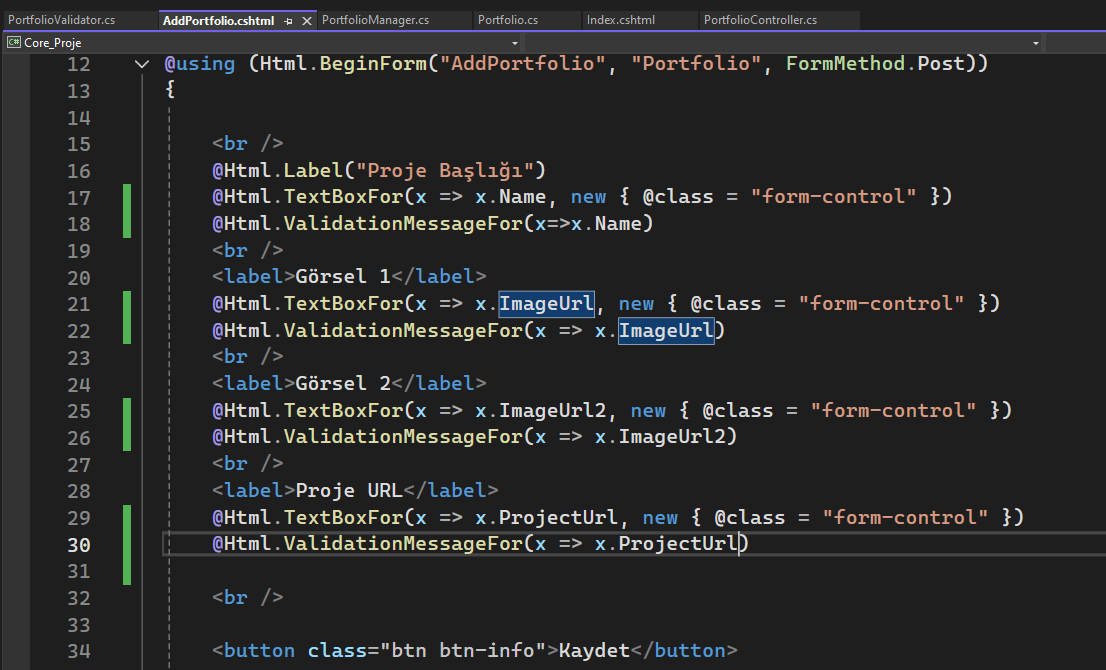 PortfolioValidator.cs AddPortfolio.cshtml PortfolioManager.cs Portfolio.cs Index.cshtml PortfolioController.cs
C# Core_Proje
12 @using (Html.BeginForm("AddPortfolio", "Portfolio", FormMethod.Post))
13 {
14
15 <br />
16 @Html.Label("Proje Başlığı")
17 @Html.TextBoxFor(x => x.Name, new { @class = "form-control" })
18 @Html.ValidationMessageFor(x=>x.Name)
19 <br />
20 <label>Görsel 1</label>
21 @Html.TextBoxFor(x => x.ImageUrl, new { @class = "form-control" })
22 @Html.ValidationMessageFor(x => x.ImageUrl)
23 <br />
24 <label>Görsel 2</label>
25 @Html.TextBoxFor(x => x.ImageUrl2, new { @class = "form-control" })
26 @Html.ValidationMessageFor(x => x.ImageUrl2)
27 <br />
28 <label>Proje URL</label>
29 @Html.TextBoxFor(x => x.ProjectUrl, new { @class = "form-control" })
30 @Html.ValidationMessageFor(x => x.ProjectUrl)
31
32 <br />
33
34 <button class="btn btn-info">Kaydet</button>